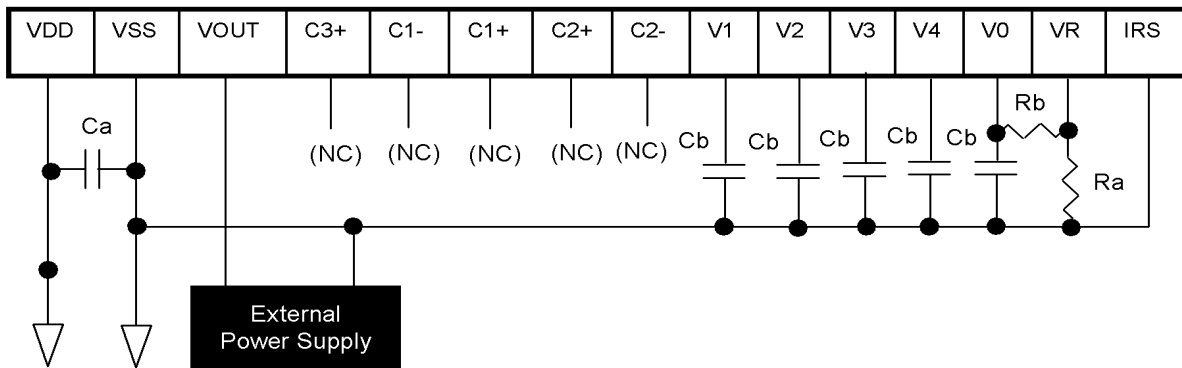 VDD VSS VOUT C3+ C1- C1+ C2+ C2- V1 V2 V3 V4 V0 VR IRS
Rb
Ca
Cb Cb Cb Cb Cb
(NC) (NC) (NC) (NC) (NC)
Ra
External
Power Supply